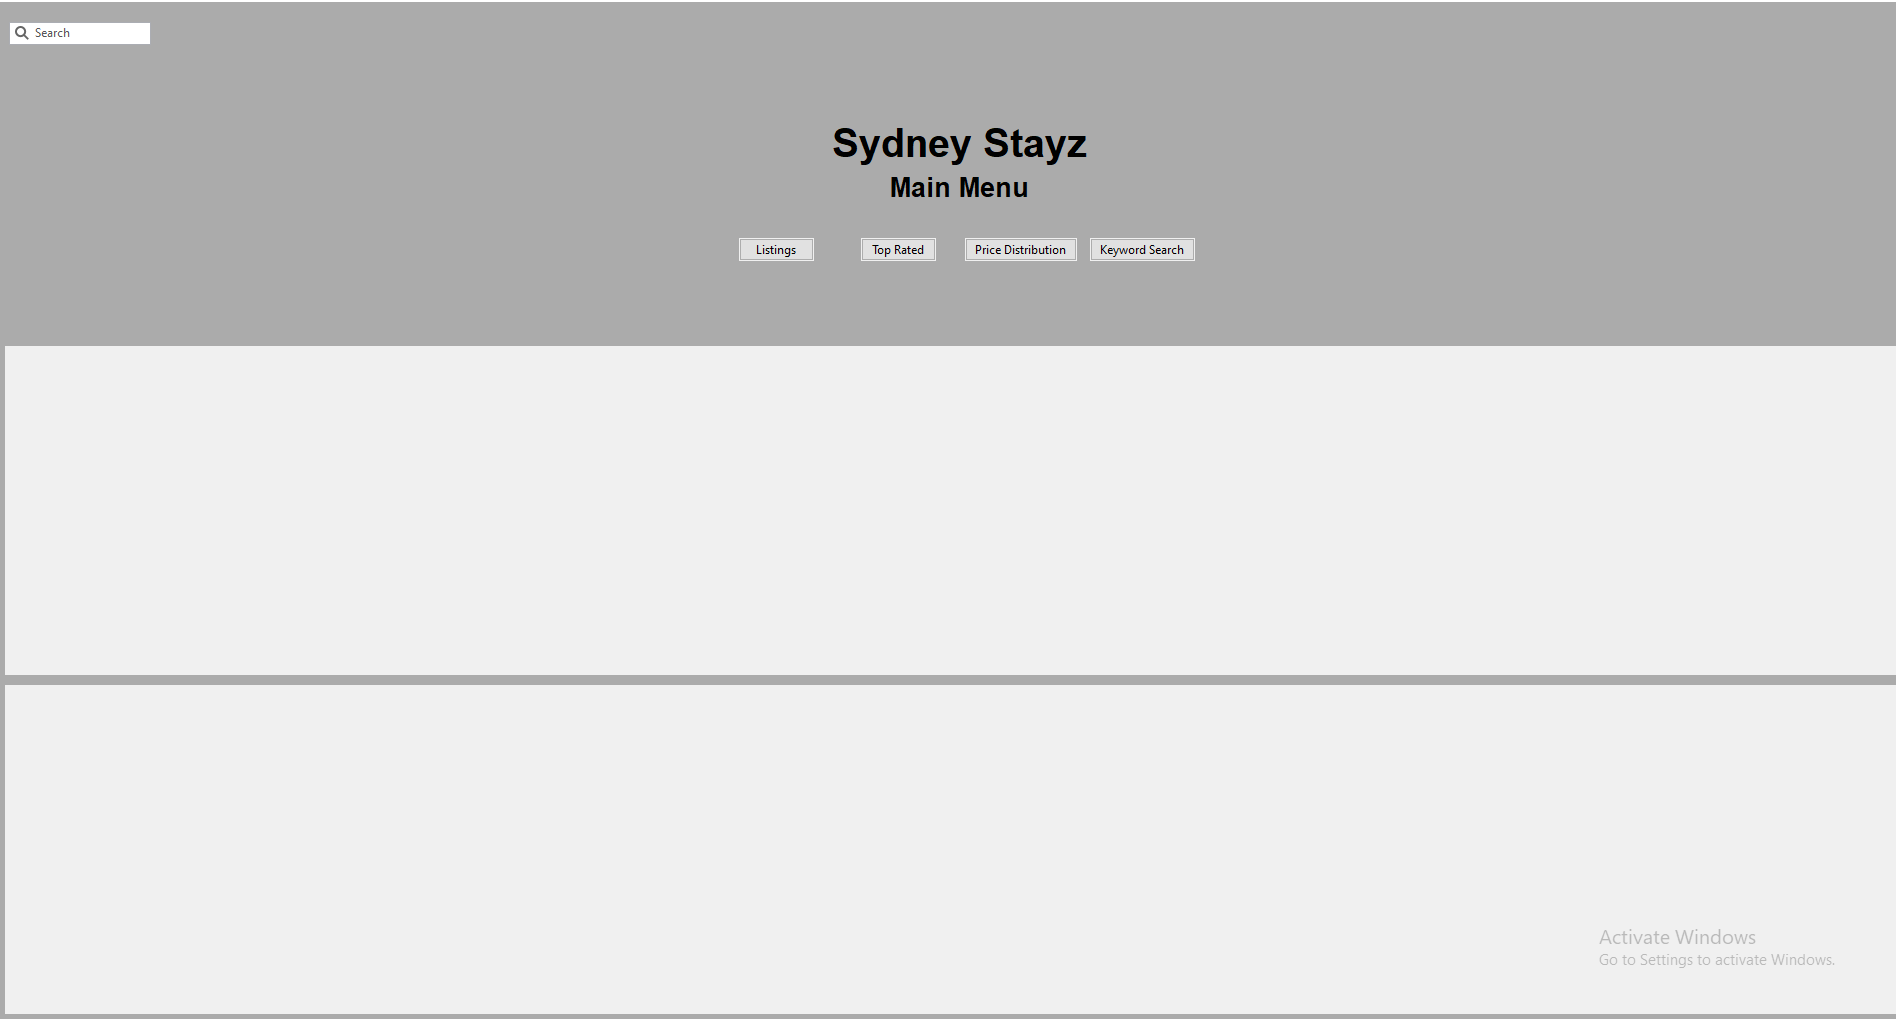 Search
Sydney Stayz
Main Menu
Listings
Top Rated
Price Distribution
Keyword Search
Activate Windows
Go to Settings to activate Windows.